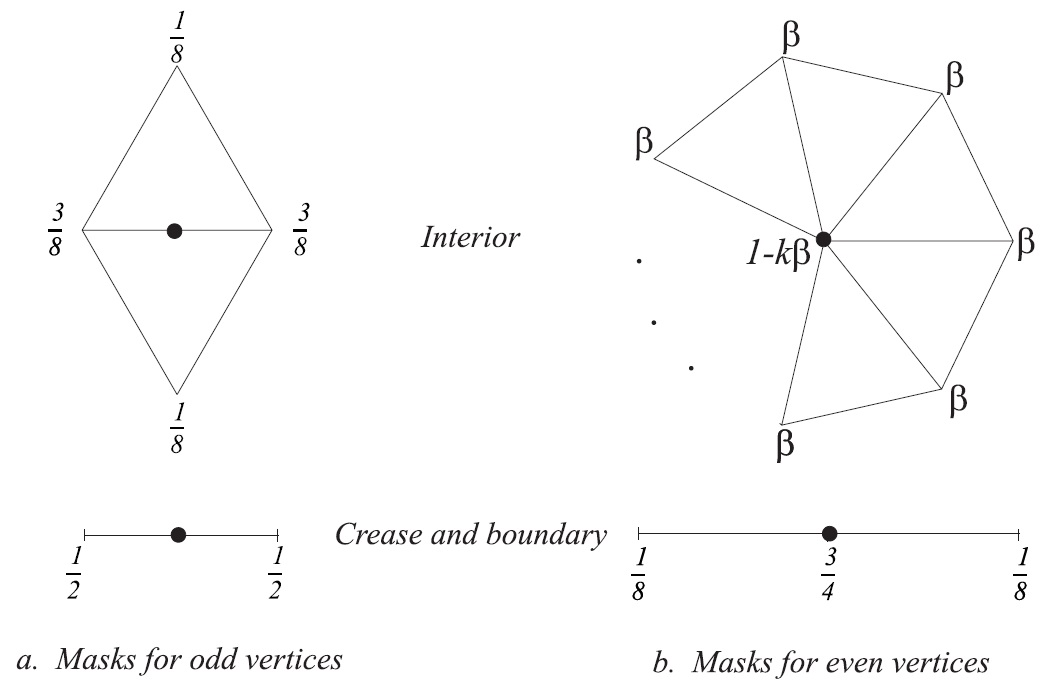 1/8
β
β
β
3/8
3/8
Interior
1-kβ
β
β
1/8
β
Crease and boundary
1/2
1/2
1/8
3/4
1/8
a. Masks for odd vertices
b. Masks for even vertices